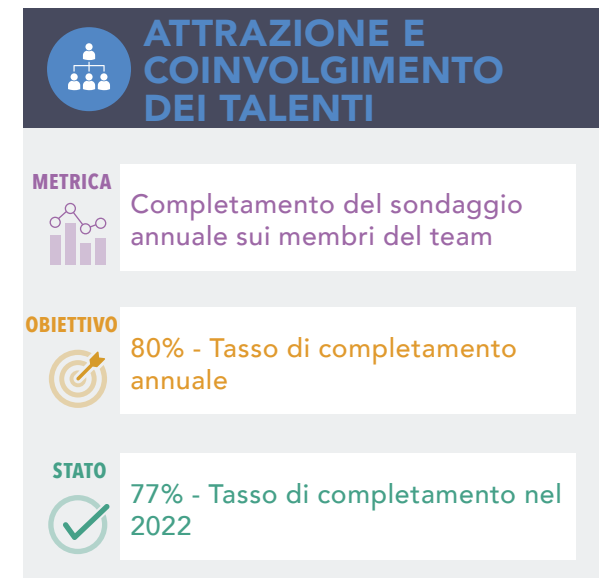 ATTRAZIONE E
COINVOLGIMENTO
DEI TALENTI
METRICA
Completamento del sondaggio
annuale sui membri del team
OBIETTIVO
80% - Tasso di completamento
annuale
STATO
77% - Tasso di completamento nel
2022